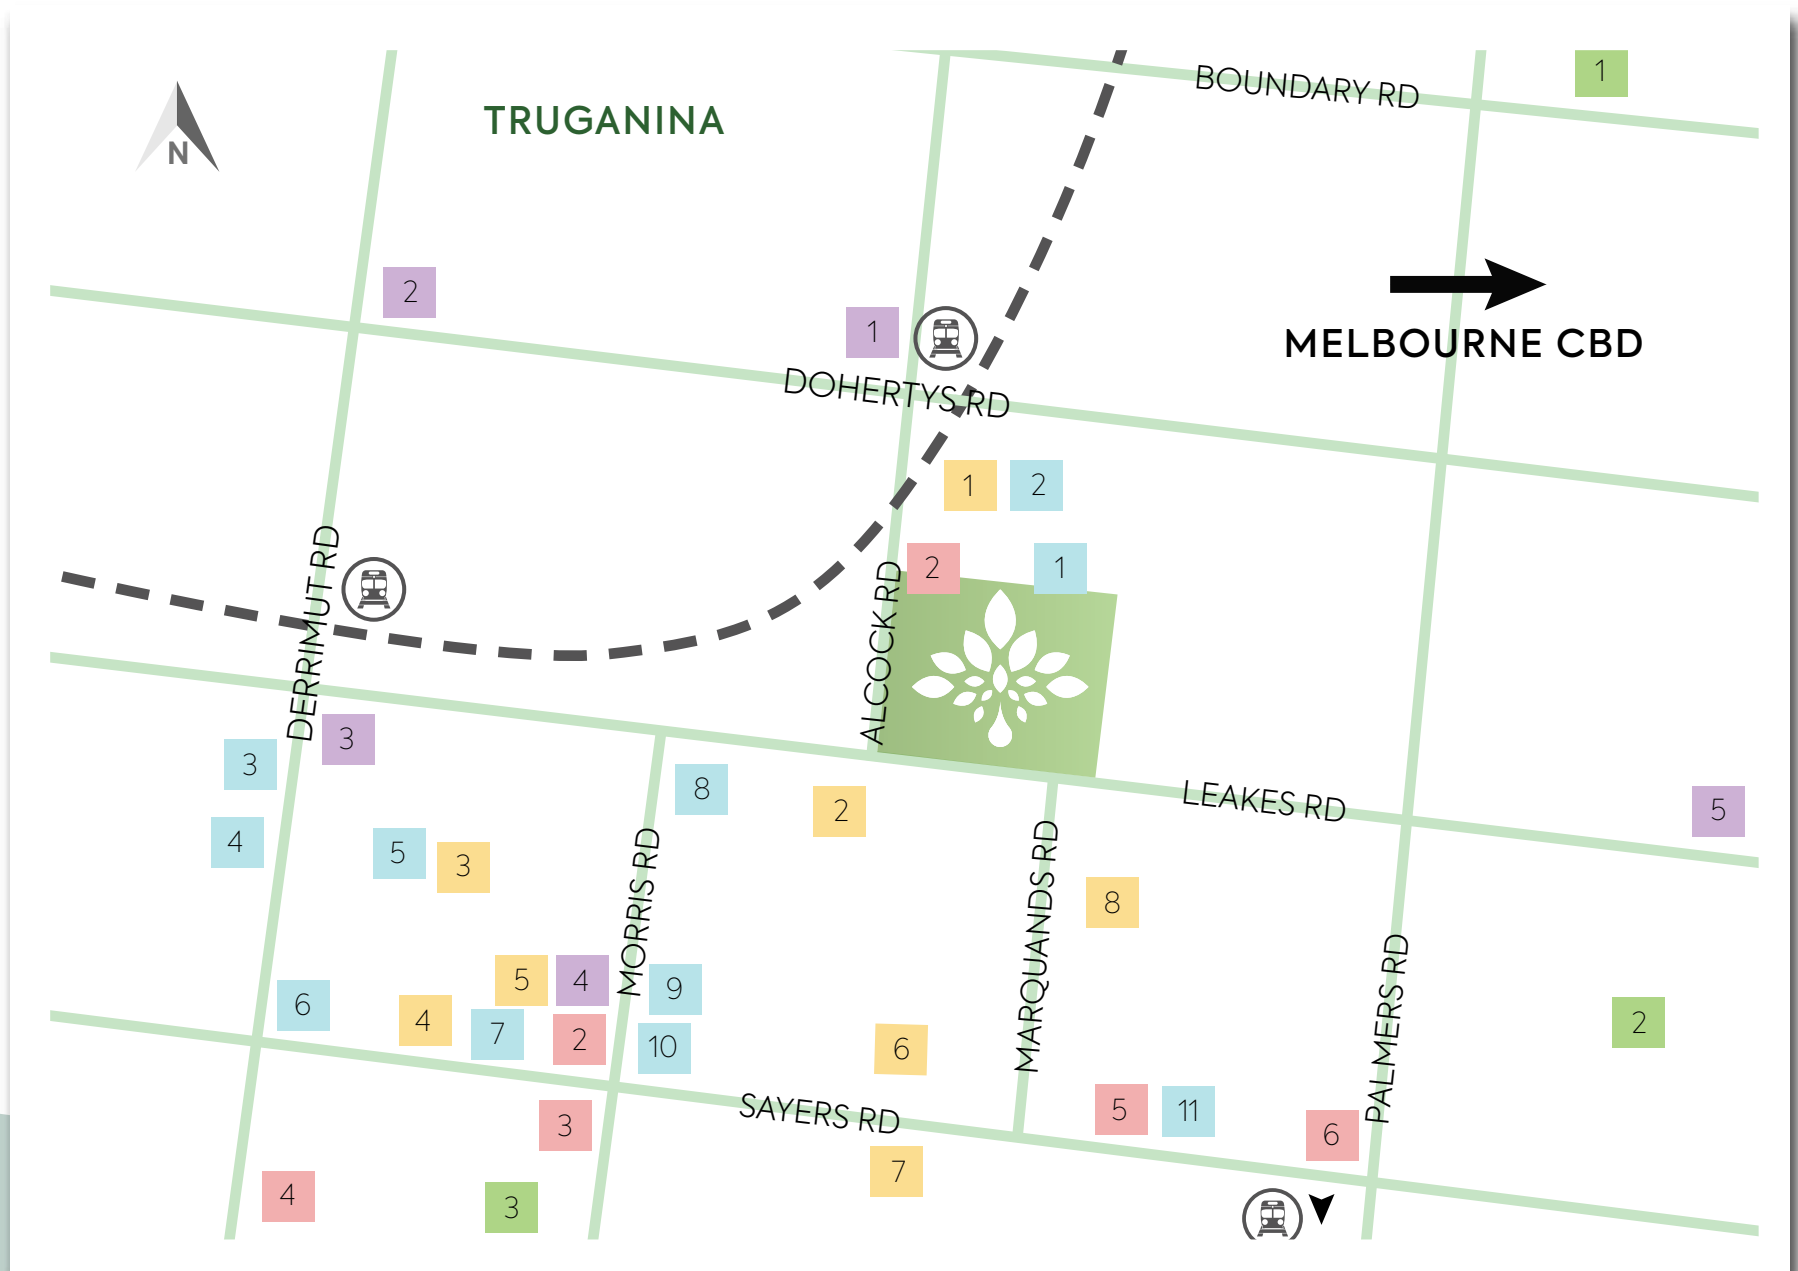 BOUNDARY RD
1
N
TRUGANINA
2
1
MELBOURNE CBD
DOHERTYS RD
1
2
2
1
DERRIMUT RD
ALCOCK RD
3
3
8
2
LEAKES RD
5
4
5
3
MORRIS RD
MARQUANDS RD
8
PALMERS RD
5
4
9
6
4
7
2
10
6
2
SAYERS RD
5
11
3
6
7
4
3